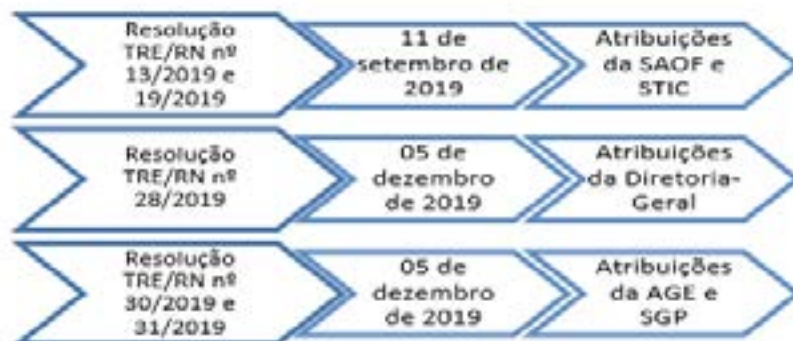 Resolução
TRE/RN nº
13/2019 e
19/2019
11 de
setembro de
2019
Atribuições
da SAOF e
STIC
Resolução
TRE/RN nº
28/2019
05 de
dezembro
de 2019
Atribuições
da Diretoria-
Geral
Resolução
TRE/RN nº
30/2019 e
31/2019
05 de
dezembro
de 2019
Atribuições
da AGE e
SGP